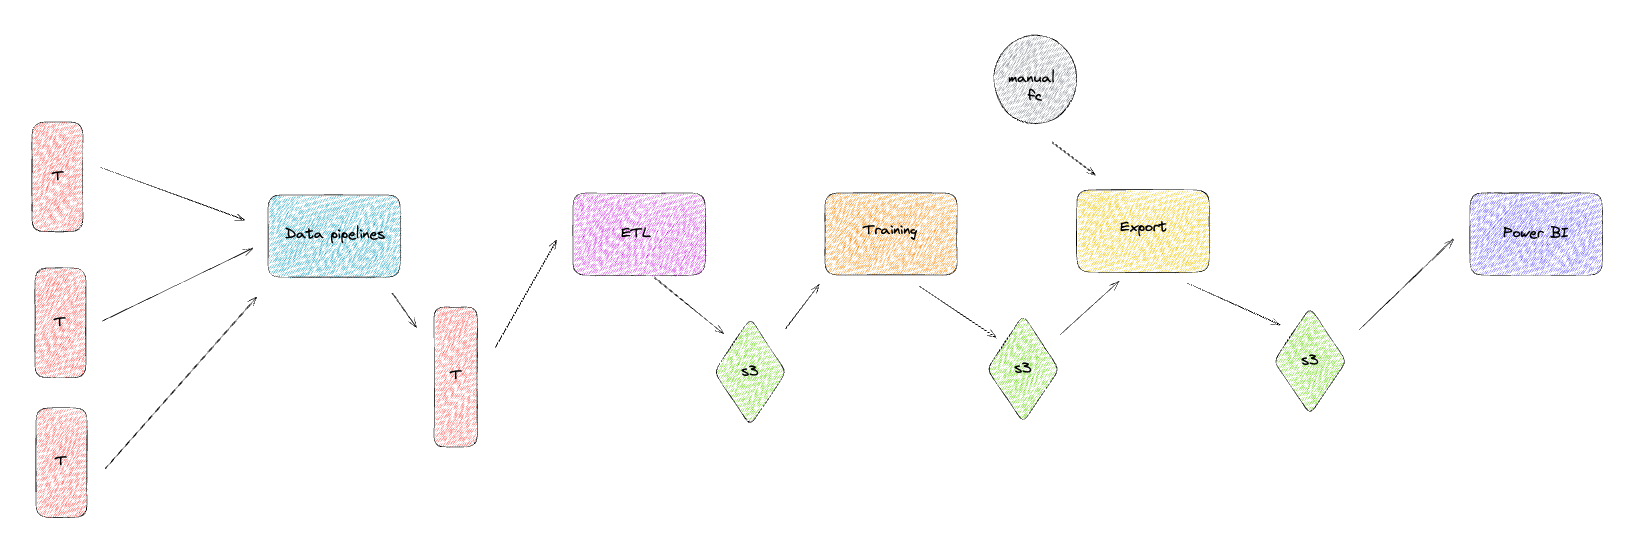 manual
fc
T
Data pipelines
ETL
Training
Export
Power BI
T
T
s3
s3
s3
T